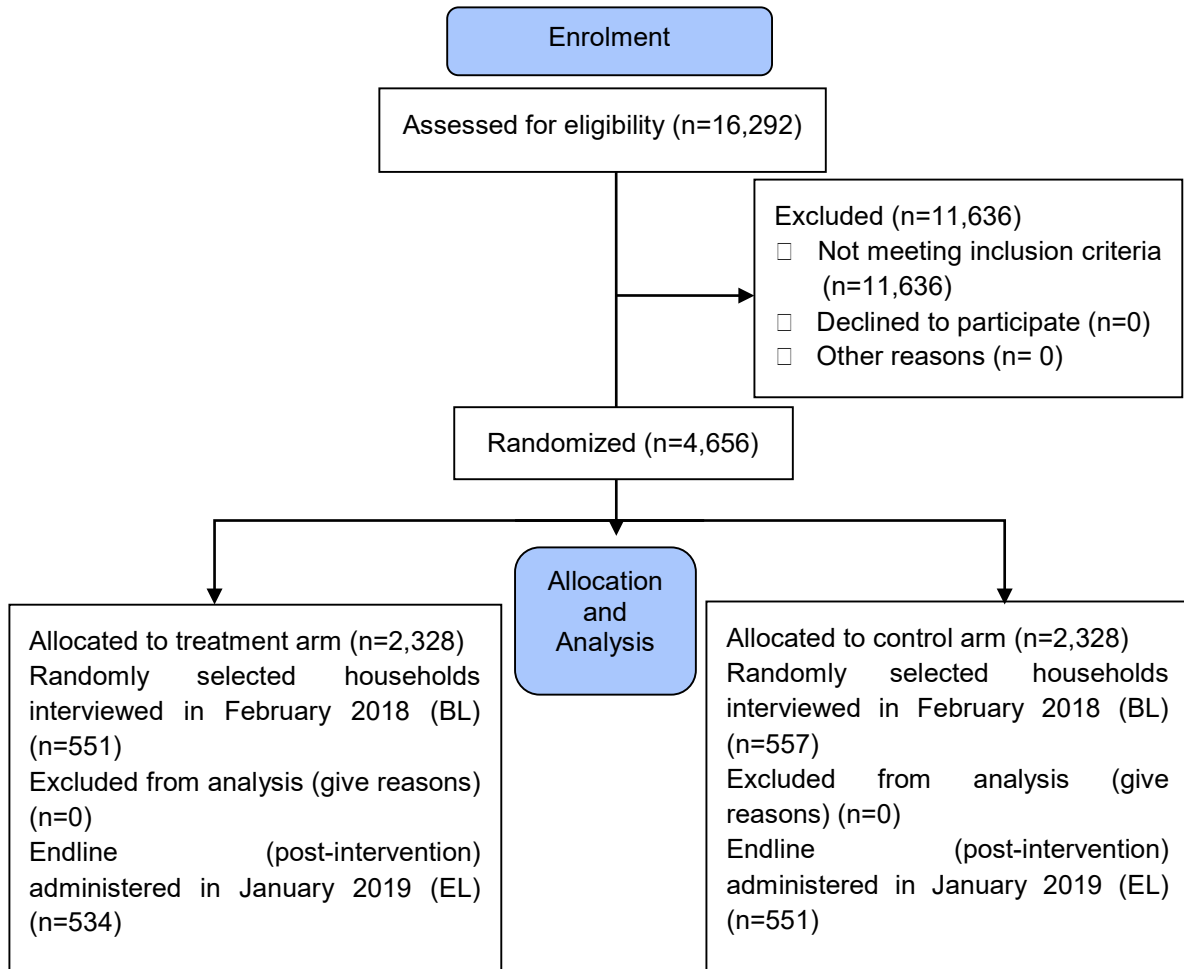 Enrolment
Assessed for eligibility (n=16,292)
Excluded (n=11,636)
□ Not meeting inclusion criteria
(n=11,636)
□ Declined to participate (n=0)
□ Other reasons (n= 0)
Randomized (n=4,656)
Allocation
and
Analysis
Allocated to treatment arm (n=2,328)
Randomly selected households
interviewed in February 2018 (BL)
(n=551)
Excluded from analysis (give reasons)
(n=0)
Endline (post-intervention)
administered in January 2019 (EL)
(n=534)
Allocated to control arm (n=2,328)
Randomly selected households
interviewed in February 2018 (BL)
(n=557)
Excluded from analysis (give
reasons) (n=0)
Endline (post-intervention)
administered in January 2019 (EL)
(n=551)